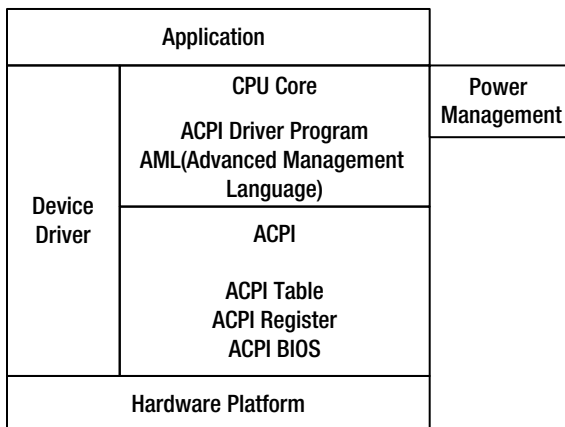 Application
CPU Core
ACPI Driver Program
AML(Advanced Management
Language)
Power
Management
Device
Driver
ACPI
ACPI Table
ACPI Register
ACPI BIOS
Hardware Platform